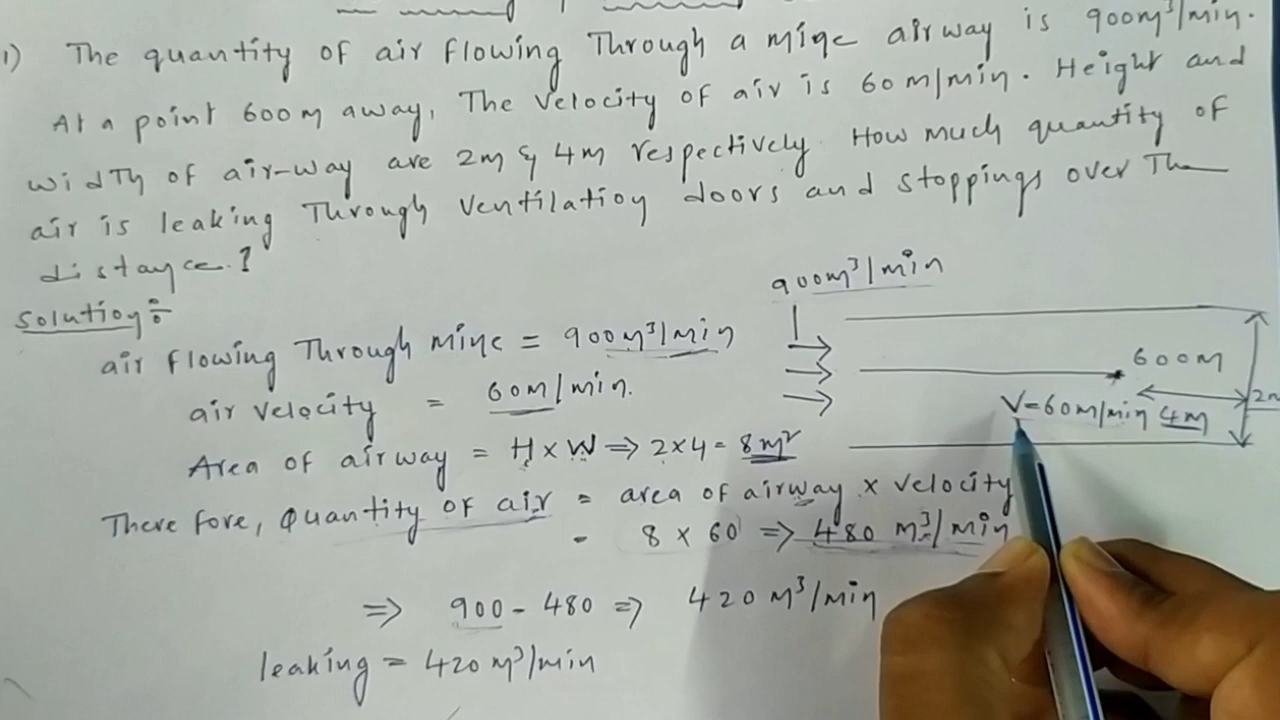 1) The quantity of air flowing Through a mine airway is 900m³/min.
At a point 600m away, The velocity of air is 60m/min. Height and
width of air-way are 2m & 4m respectively. How much quantity of
air is leaking Through ventilation doors and stoppings over The
distance.?
Solution:
air flowing Through mine = 900m³/min
air velocity = 60m/min.
Area of airway = H x W ⇒ 2x4 = 8m²
There fore, Quantity of air = area of airway x velocity
= 8 x 60 ⇒ 480 m³/min
⇒ 900 - 480 ⇒ 420 m³/min
leaking = 420 m³/min
900m³/min
600m
V=60m/min 4m